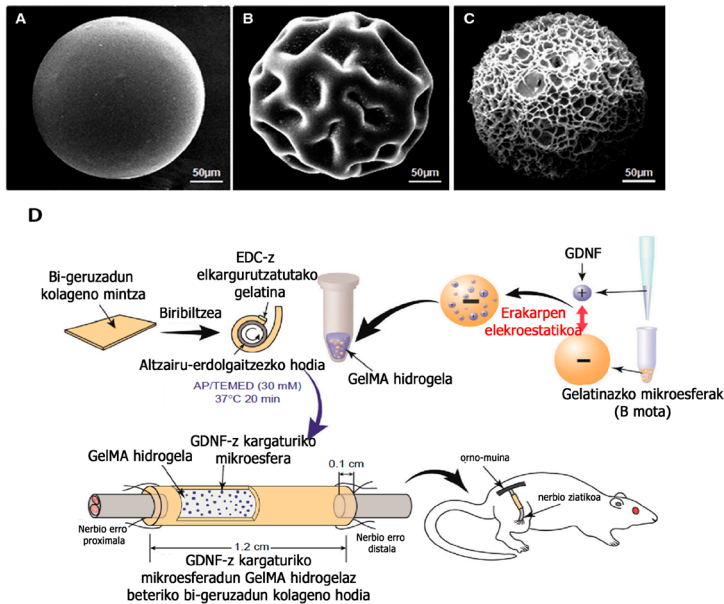 A
50µm
B
50µm
C
50µm
D
Bi-geruzadun
kolageno mintza
Biribiltzea
EDC-z
elkargurutzatutako
gelatina
Altzairu-erdolgaitzezko hodia
AP/TEMED (30 mM)
37°C 20 min
GelMA hidrogela
GDNF
+
Erakarpen
elekroestatikoa
−
−
Gelatinazko mikroesferak
(B mota)
GelMA hidrogela
GDNF-z kargaturiko
mikroesfera
0.1 cm
Nerbio erro
proximala
Nerbio erro
distala
1.2 cm
GDNF-z kargaturiko
mikroesferadun GelMA hidrogelaz
beteriko bi-geruzadun kolageno hodia
orno-muina
nerbio ziatikoa